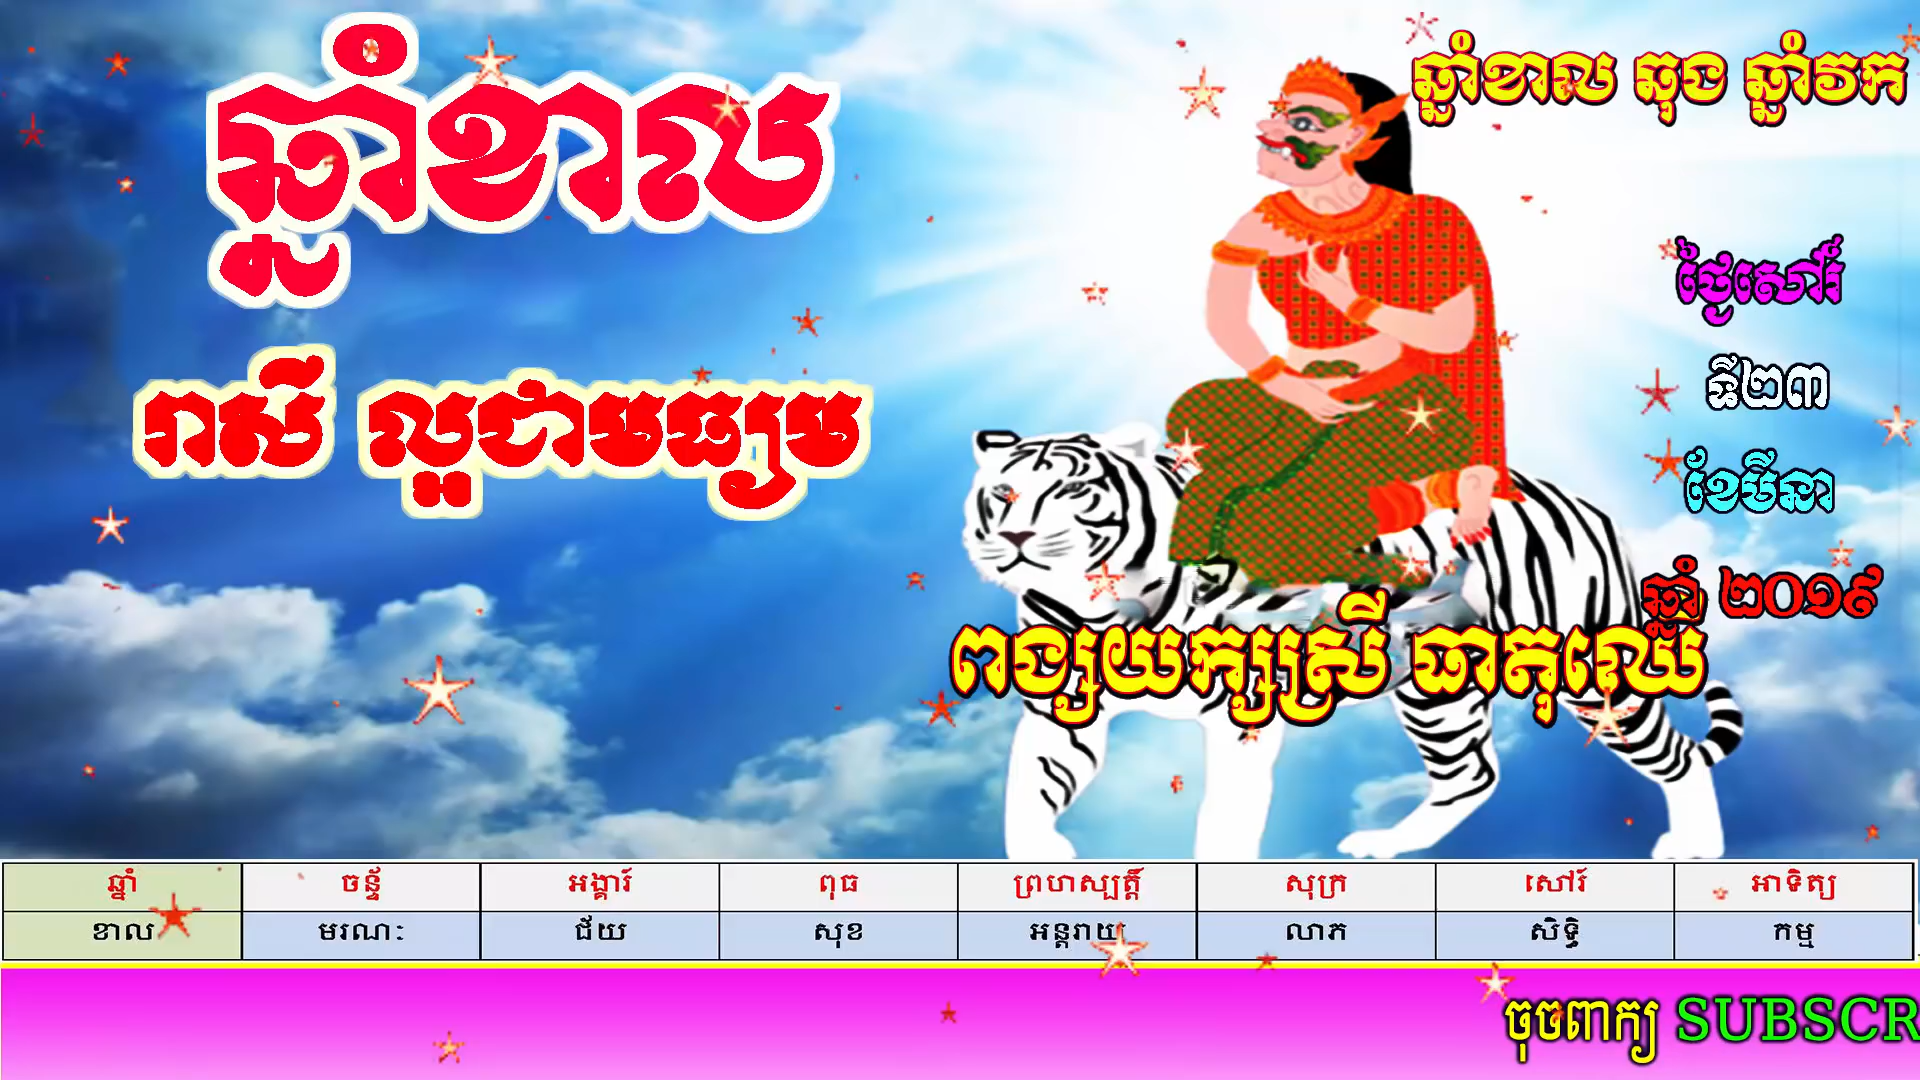 ឆ្នាំខាល
រាសី ល្អជាមធ្យម
ឆ្នាំខាល ឆុង ឆ្នាំវក
ថ្ងៃសៅរ៍
ទី២៣
ខែមីនា
ឆ្នាំ ២០១៩
ពង្សយក្សស្រី ធាតុឈើ
ឆ្នាំ ចន្ទ័ អង្គារ៍ ពុធ ព្រហស្បត្តិ៍ សុក្រ សៅរ៍ អាទិត្យ
ខាល មរណៈ ជ័យ សុខ អន្តរាយ លាភ សិទ្ធិ កម្ម
ចុចពាក្យ SUBSCR